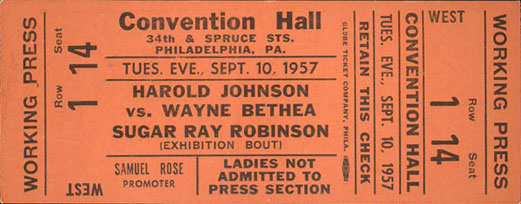 WORKING PRESS
Row 1 Seat 14
WEST
Convention Hall
34th & SPRUCE STS.
PHILADELPHIA, PA.
TUES. EVE., SEPT. 10, 1957
HAROLD JOHNSON
vs. WAYNE BETHEA
SUGAR RAY ROBINSON
(EXHIBITION BOUT)
SAMUEL ROSE
PROMOTER
LADIES NOT
ADMITTED TO
PRESS SECTION
GLOBE TICKET COMPANY, PHILA.
RETAIN THIS CHECK
TUES. EVE., SEPT. 10, 1957
CONVENTION HALL
WEST
Row 1
Seat 14
WORKING PRESS